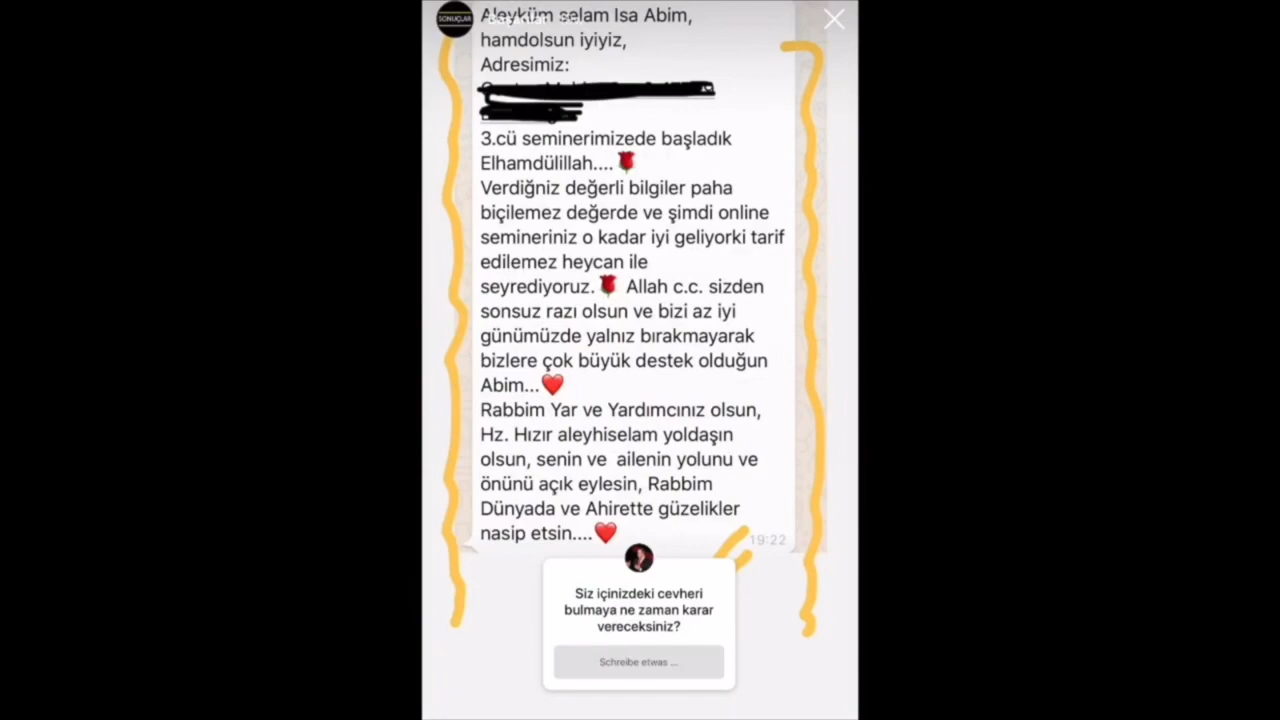 SONUÇLAR
Aleyküm selam Isa Abim,
hamdolsun iyiyiz,
Adresimiz:
3.cü seminerimizede başladık
Elhamdülillah....🌹
Verdiğniz değerli bilgiler paha
biçilemez değerde ve şimdi online
semineriniz o kadar iyi geliyorki tarif
edilemez heycan ile
seyrediyoruz.🌹 Allah c.c. sizden
sonsuz razı olsun ve bizi az iyi
günümüzde yalnız bırakmayarak
bizlere çok büyük destek olduğun
Abim...❤️
Rabbim Yar ve Yardımcınız olsun,
Hz. Hızır aleyhiselam yoldaşın
olsun, senin ve ailenin yolunu ve
önünü açık eylesin, Rabbim
Dünyada ve Ahirette güzelikler
nasip etsin....❤️
19:22
Siz içinizdeki cevheri
bulmaya ne zaman karar
vereceksiniz?
Schreibe etwas ...